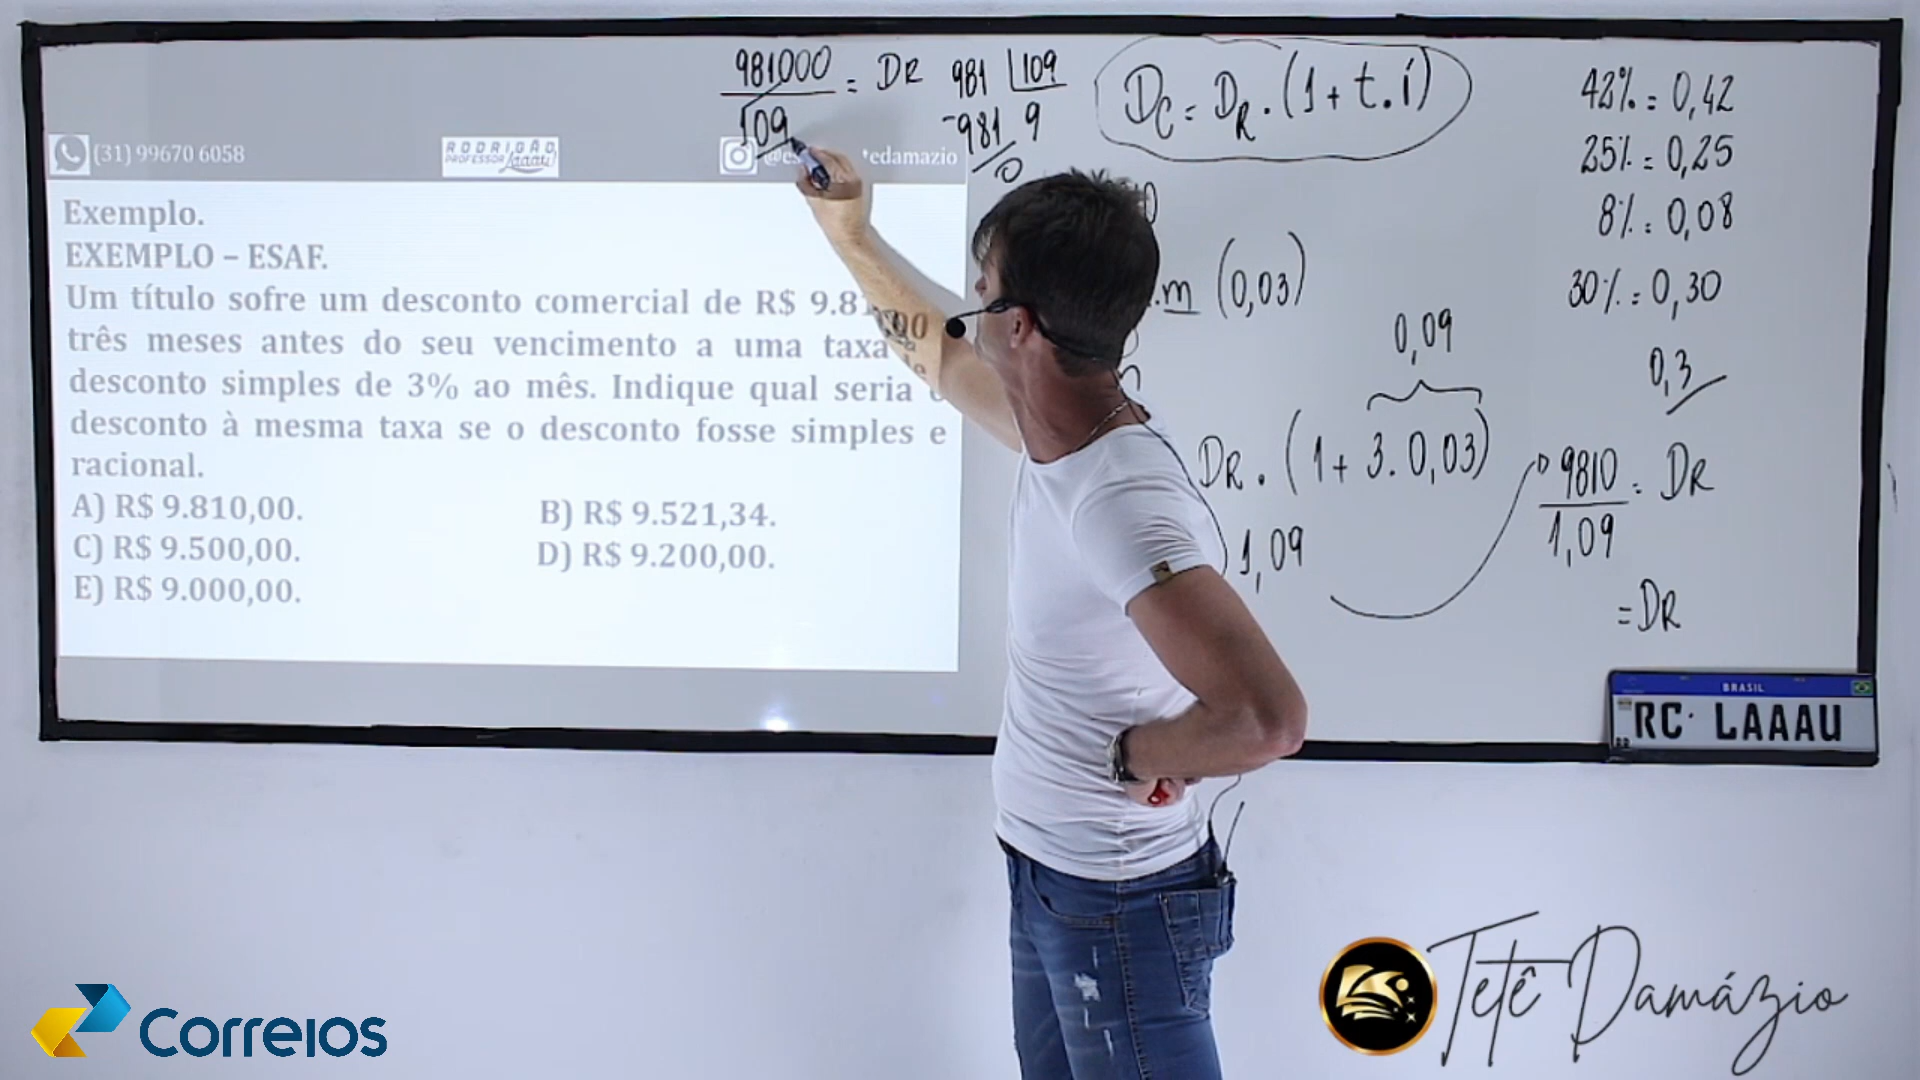 981000 = DR
109
981 109
-981 9
0
DC = DR . (1 + t.i)
42% = 0,42
25% = 0,25
8% = 0,08
30% = 0,30
0,3
(31) 99670 6058
RODRIGÃO
PROFESSOR Laaau
edamazio
Exemplo.
EXEMPLO – ESAF.
Um título sofre um desconto comercial de R$ 9.81
três meses antes do seu vencimento a uma taxa
desconto simples de 3% ao mês. Indique qual seria
desconto à mesma taxa se o desconto fosse simples e
racional.
A) R$ 9.810,00.
B) R$ 9.521,34.
C) R$ 9.500,00.
D) R$ 9.200,00.
E) R$ 9.000,00.
.m (0,03)
0,09
DR . (1 + 3. 0,03)
1,09
9810 = DR
1,09
= DR
BRASIL
RC LAAAU
Correios
Tetê Damázio